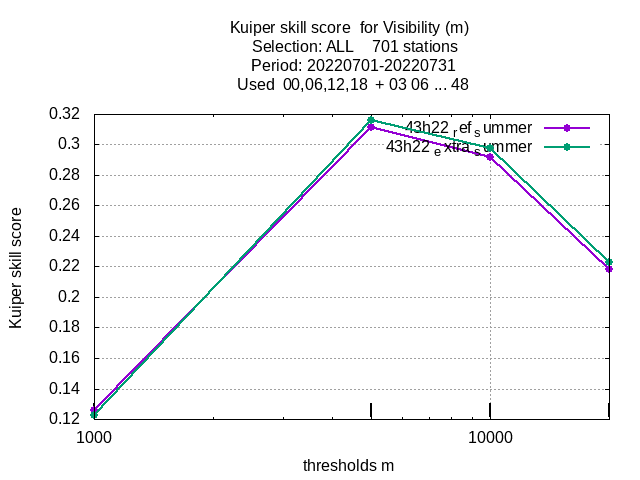 Kuiper skill score for Visibility (m)
Selection: ALL 701 stations
Period: 20220701-20220731
Used 00,06,12,18 + 03 06 ... 48
43h22refsummer
43h22extrasummer
Kuiper skill score
0.32
0.3
0.28
0.26
0.24
0.22
0.2
0.18
0.16
0.14
0.12
1000
10000
thresholds m